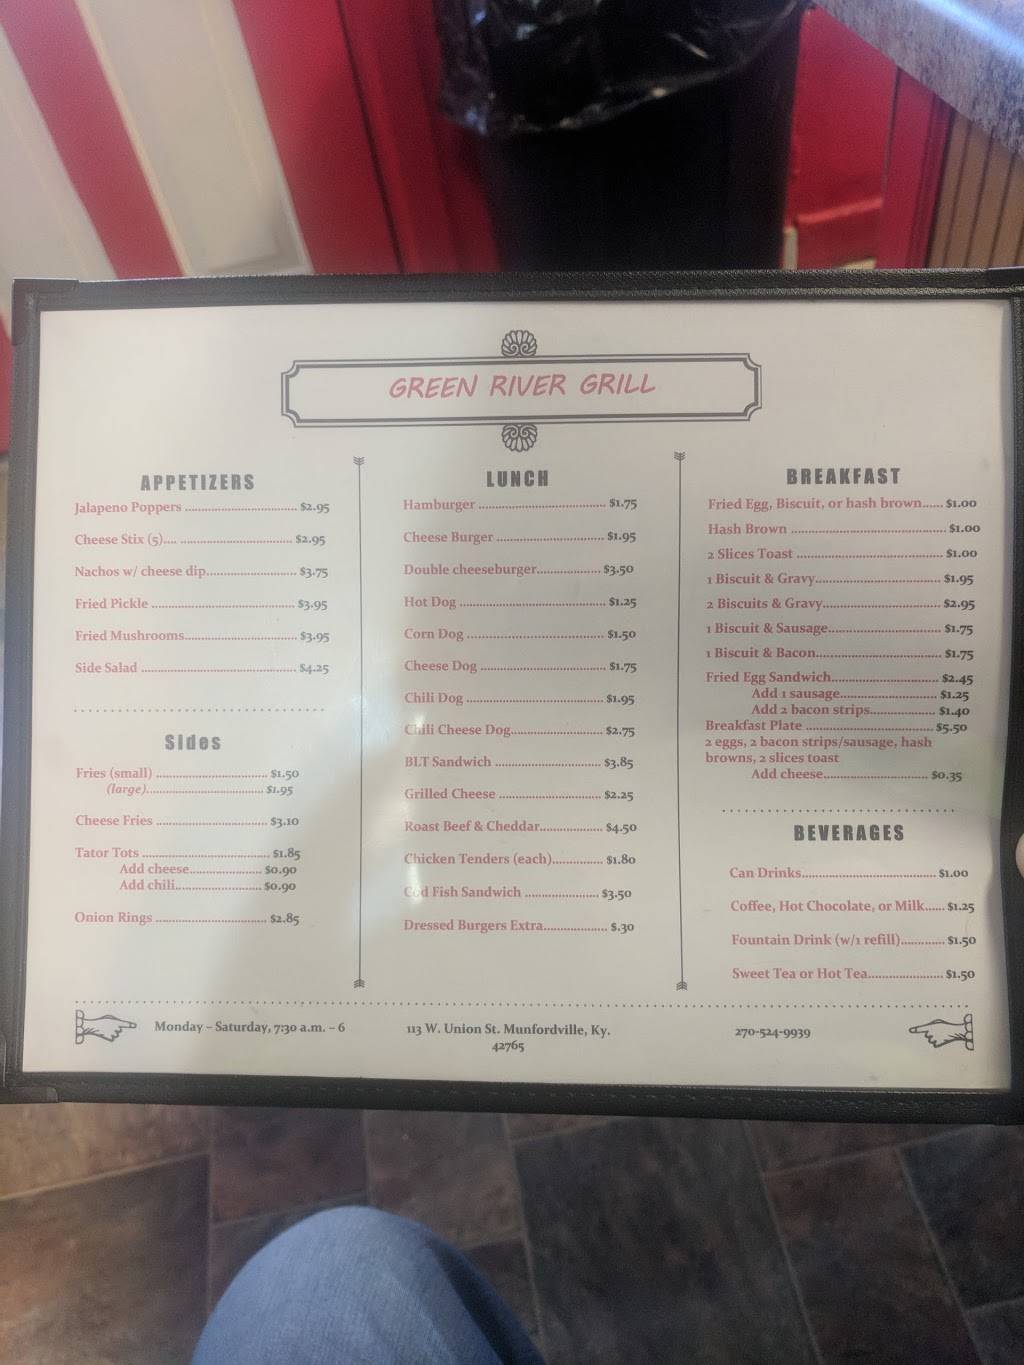 GREEN RIVER GRILL
APPETIZERS
Jalapeno Poppers ................................ $2.95
Cheese Stix (5).... ................................ $2.95
Nachos w/ cheese dip.......................... $3.75
Fried Pickle ......................................... $3.95
Fried Mushrooms................................ $3.95
Side Salad ............................................ $4.25
Sides
Fries (small) ................................ $1.50
(large)................................. $1.95
Cheese Fries ................................ $3.10
Tator Tots .................................... $1.85
Add cheese..................... $0.90
Add chili......................... $0.90
Onion Rings ................................ $2.85
LUNCH
Hamburger .................................... $1.75
Cheese Burger ............................... $1.95
Double cheeseburger................... $3.50
Hot Dog .......................................... $1.25
Corn Dog ....................................... $1.50
Cheese Dog .................................... $1.75
Chili Dog ........................................ $1.95
Chili Cheese Dog.......................... $2.75
BLT Sandwich ............................... $3.85
Grilled Cheese ............................. $2.25
Roast Beef & Cheddar.................. $4.50
Chicken Tenders (each).............. $1.80
Cod Fish Sandwich ..................... $3.50
Dressed Burgers Extra................... $.30
BREAKFAST
Fried Egg, Biscuit, or hash brown...... $1.00
Hash Brown ............................................ $1.00
2 Slices Toast .......................................... $1.00
1 Biscuit & Gravy.................................... $1.95
2 Biscuits & Gravy.................................. $2.95
1 Biscuit & Sausage................................ $1.75
1 Biscuit & Bacon.................................... $1.75
Fried Egg Sandwich............................... $2.45
Add 1 sausage............................ $1.25
Add 2 bacon strips................... $1.40
Breakfast Plate ..................................... $5.50
2 eggs, 2 bacon strips/sausage, hash
browns, 2 slices toast
Add cheese.............................. $0.35
BEVERAGES
Can Drinks....................................... $1.00
Coffee, Hot Chocolate, or Milk...... $1.25
Fountain Drink (w/1 refill)............. $1.50
Sweet Tea or Hot Tea...................... $1.50
Monday – Saturday, 7:30 a.m. – 6
113 W. Union St. Munfordville, Ky.
42765
270-524-9939